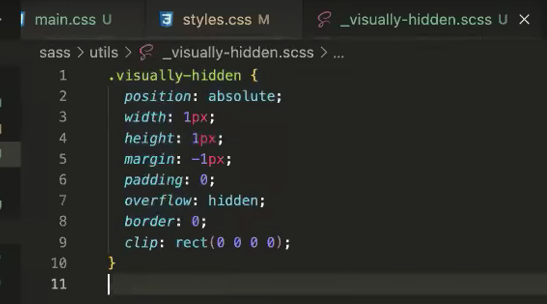 main.css U styles.css M _visually-hidden.scss U ×
sass > utils > _visually-hidden.scss > ...
1 .visually-hidden {
2 position: absolute;
3 width: 1px;
4 height: 1px;
5 margin: -1px;
6 padding: 0;
7 overflow: hidden;
8 border: 0;
9 clip: rect(0 0 0 0);
10 }
11